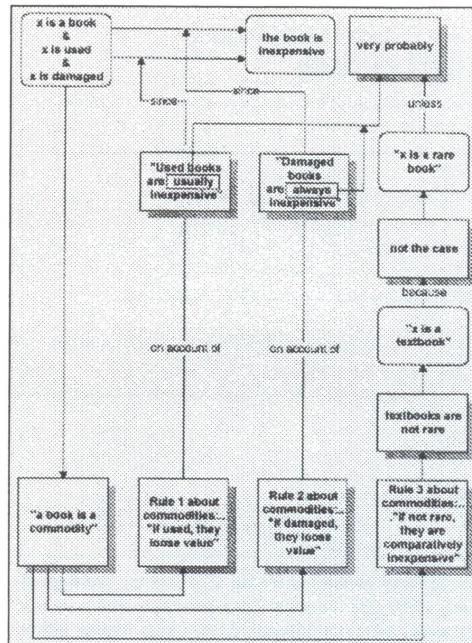 x is a book
&
x is used
&
x is damaged
the book is
inexpensive
very probably
since
since
unless
"Used books
are usually
inexpensive"
"Damaged
books
are always
inexpensive"
"x is a rare
book"
not the case
because
"x is a
textbook"
on account of
on account of
textbooks
are not rare
"a book is a
commodity"
Rule 1 about
commodities:..
"if used, they
loose value"
Rule 2 about
commodities:..
"if damaged,
they loose
value"
Rule 3 about
commodities:..
."if not rare,
they are
comparatively
inexpensive"